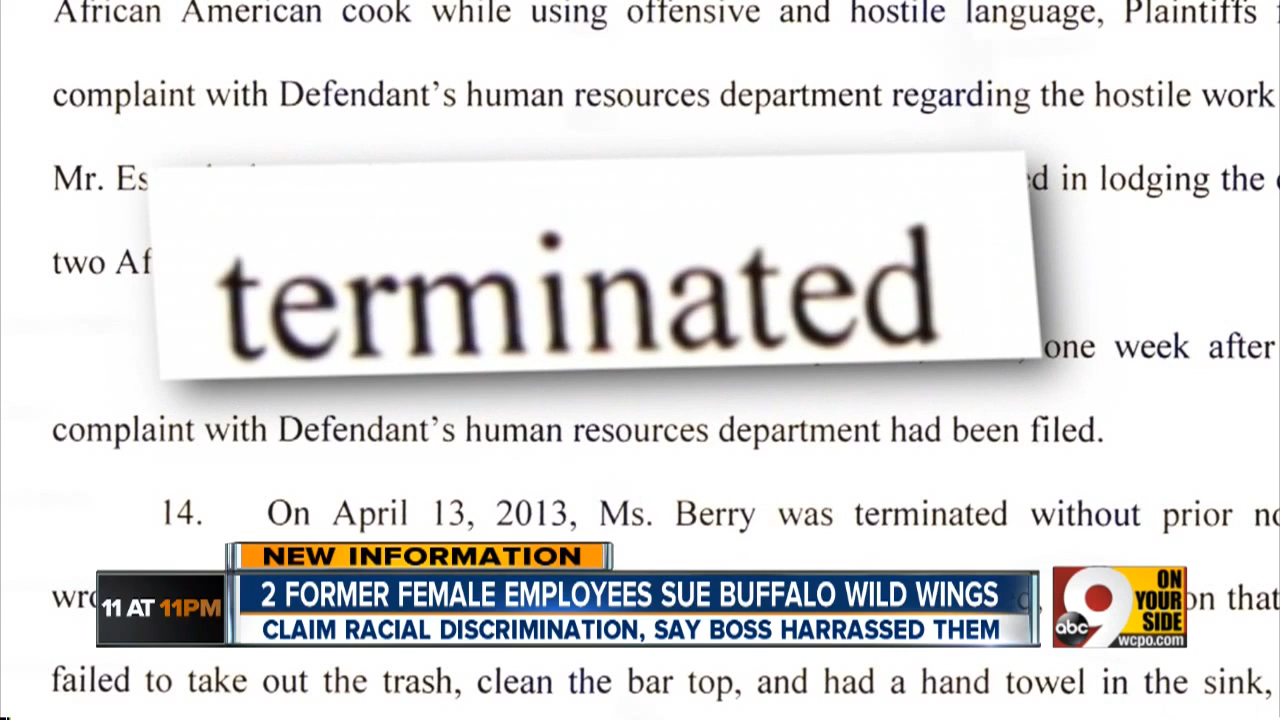 African American cook while using offensive and hostile language, Plaintiffs
complaint with Defendant’s human resources department regarding the hostile work
Mr. Es
in lodging the
two Af
terminated
one week after
complaint with Defendant’s human resources department had been filed.
14. On April 13, 2013, Ms. Berry was terminated without prior
NEW INFORMATION
11 AT 11PM
2 FORMER FEMALE EMPLOYEES SUE BUFFALO WILD WINGS
CLAIM RACIAL DISCRIMINATION, SAY BOSS HARRASSED THEM
abc 9
ON
YOUR
SIDE
wcpo.com
that
failed to take out the trash, clean the bar top, and had a hand towel in the sink,